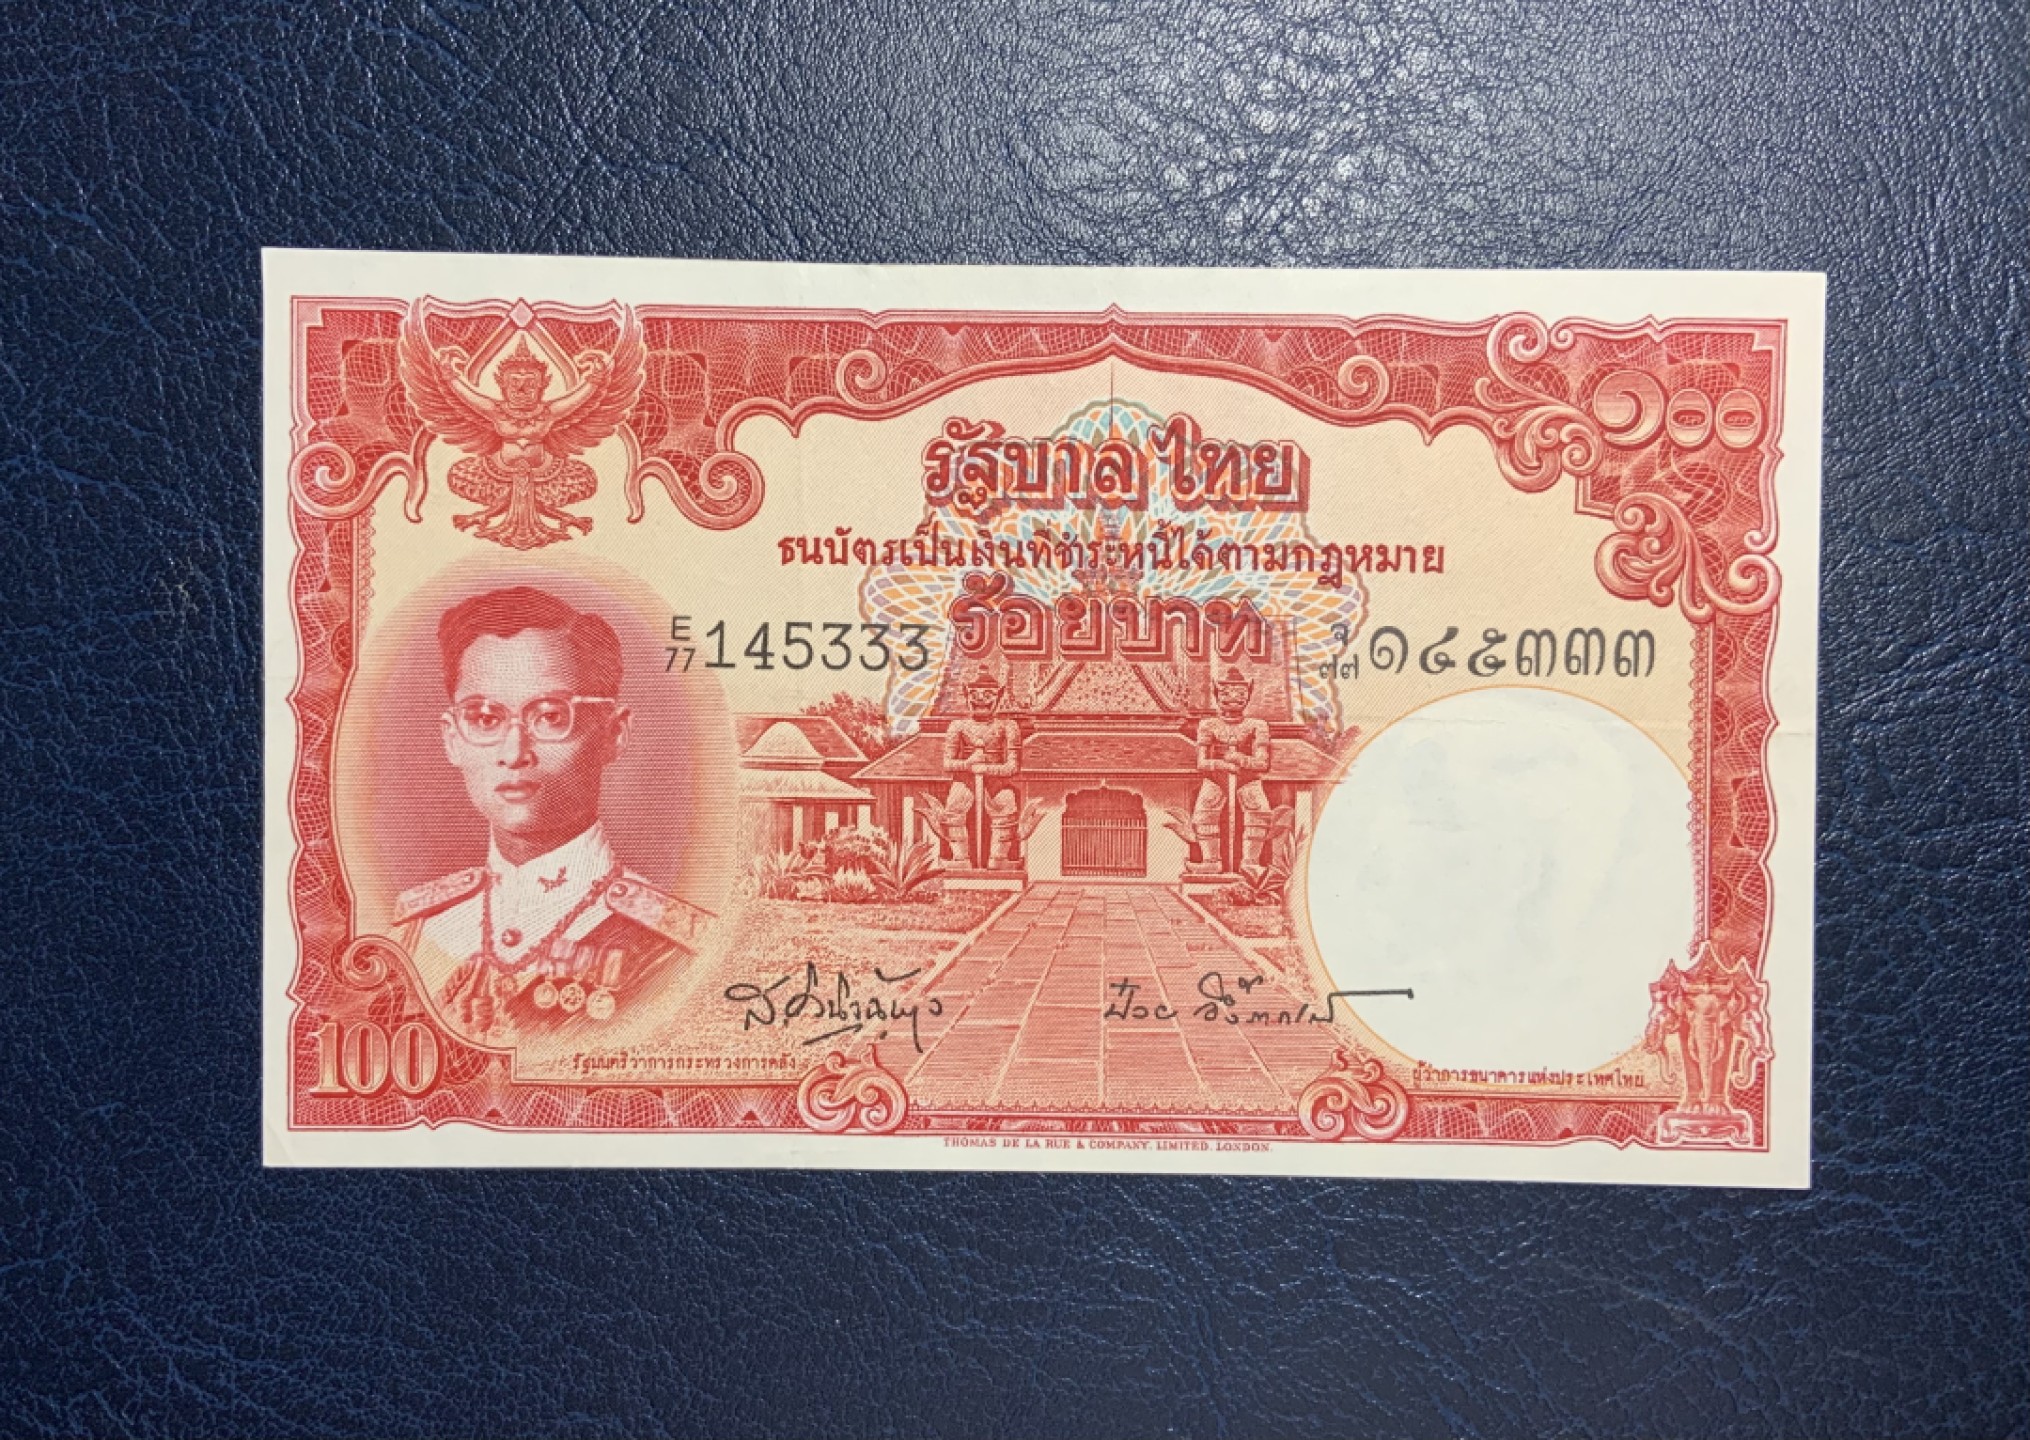 ๑๐๐
รัฐบาลไทย
ธนบัตรเป็นเงินที่ชำระหนี้ได้ตามกฎหมาย
ร้อยบาท
E/77 145333
จ/๗๗ ๑๔๕๓๓๓
รัฐมนตรีว่าการกระทรวงการคลัง
ผู้ว่าการธนาคารแห่งประเทศไทย
100
THOMAS DE LA RUE & COMPANY, LIMITED, LONDON.